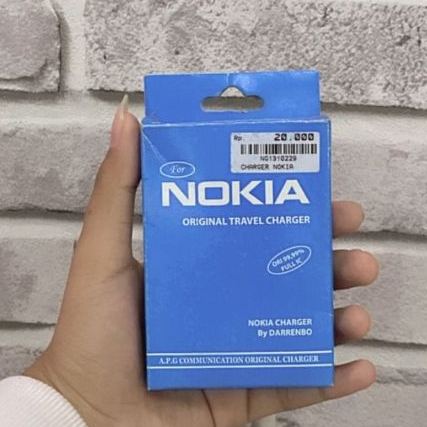 Rp. 20.000
NG1310229
CHARGER NOKIA
For
NOKIA
ORIGINAL TRAVEL CHARGER
ORI 99,99%
FULL IC
NOKIA CHARGER
By DARRENBO
A.P.G COMMUNICATION ORIGINAL CHARGER